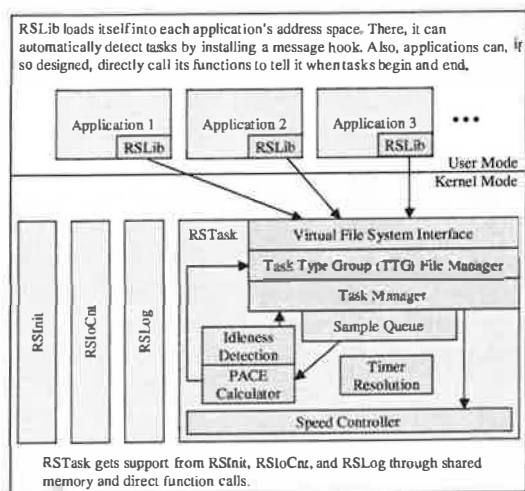 RSLib loads itself into each application's address space. There, it can
automatically detect tasks by installing a message hook. Also, applications can, if
so designed, directly call its functions to tell it when tasks begin and end.
Application 1
RSLib
Application 2
RSLib
Application 3
RSLib
•••
User Mode
Kernel Mode
RSInit
RSIoCnt
RSLog
RSTask
Virtual File System Interface
Task Type Group (TTG) File Manager
Task Manager
Sample Queue
Idleness
Detection
PACE
Calculator
Timer
Resolution
Speed Controller
RSTask gets support from RSInit, RSIoCnt, and RSLog through shared
memory and direct function calls.